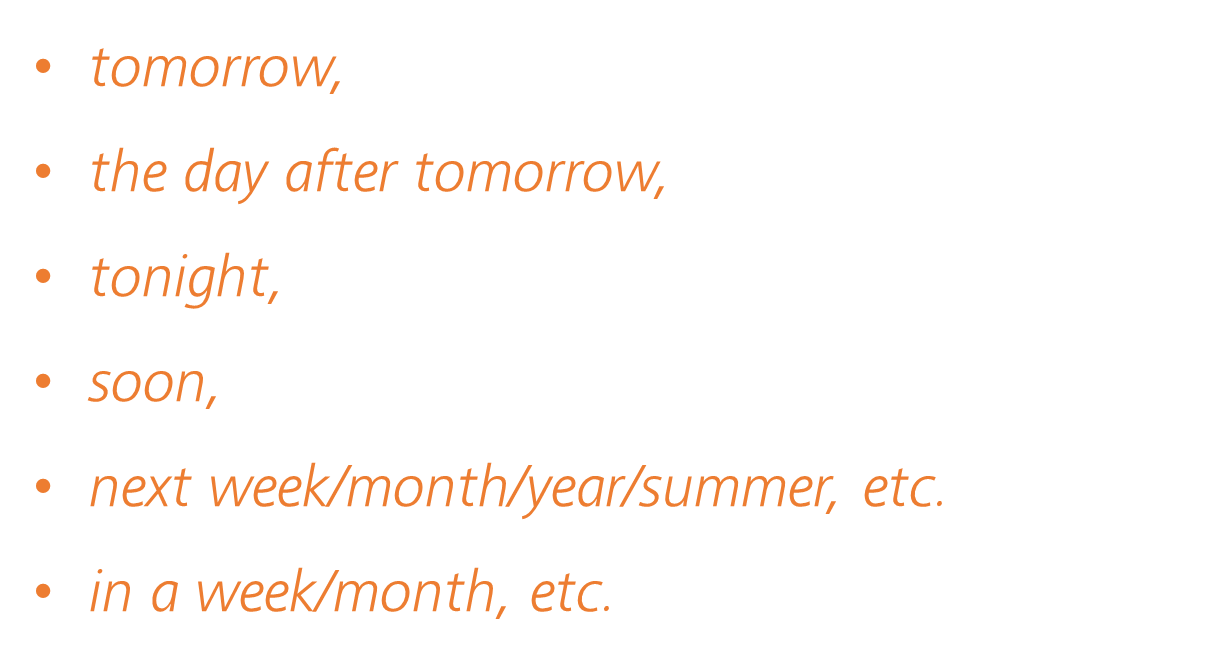 • tomorrow,
• the day after tomorrow,
• tonight,
• soon,
• next week/month/year/summer, etc.
• in a week/month, etc.